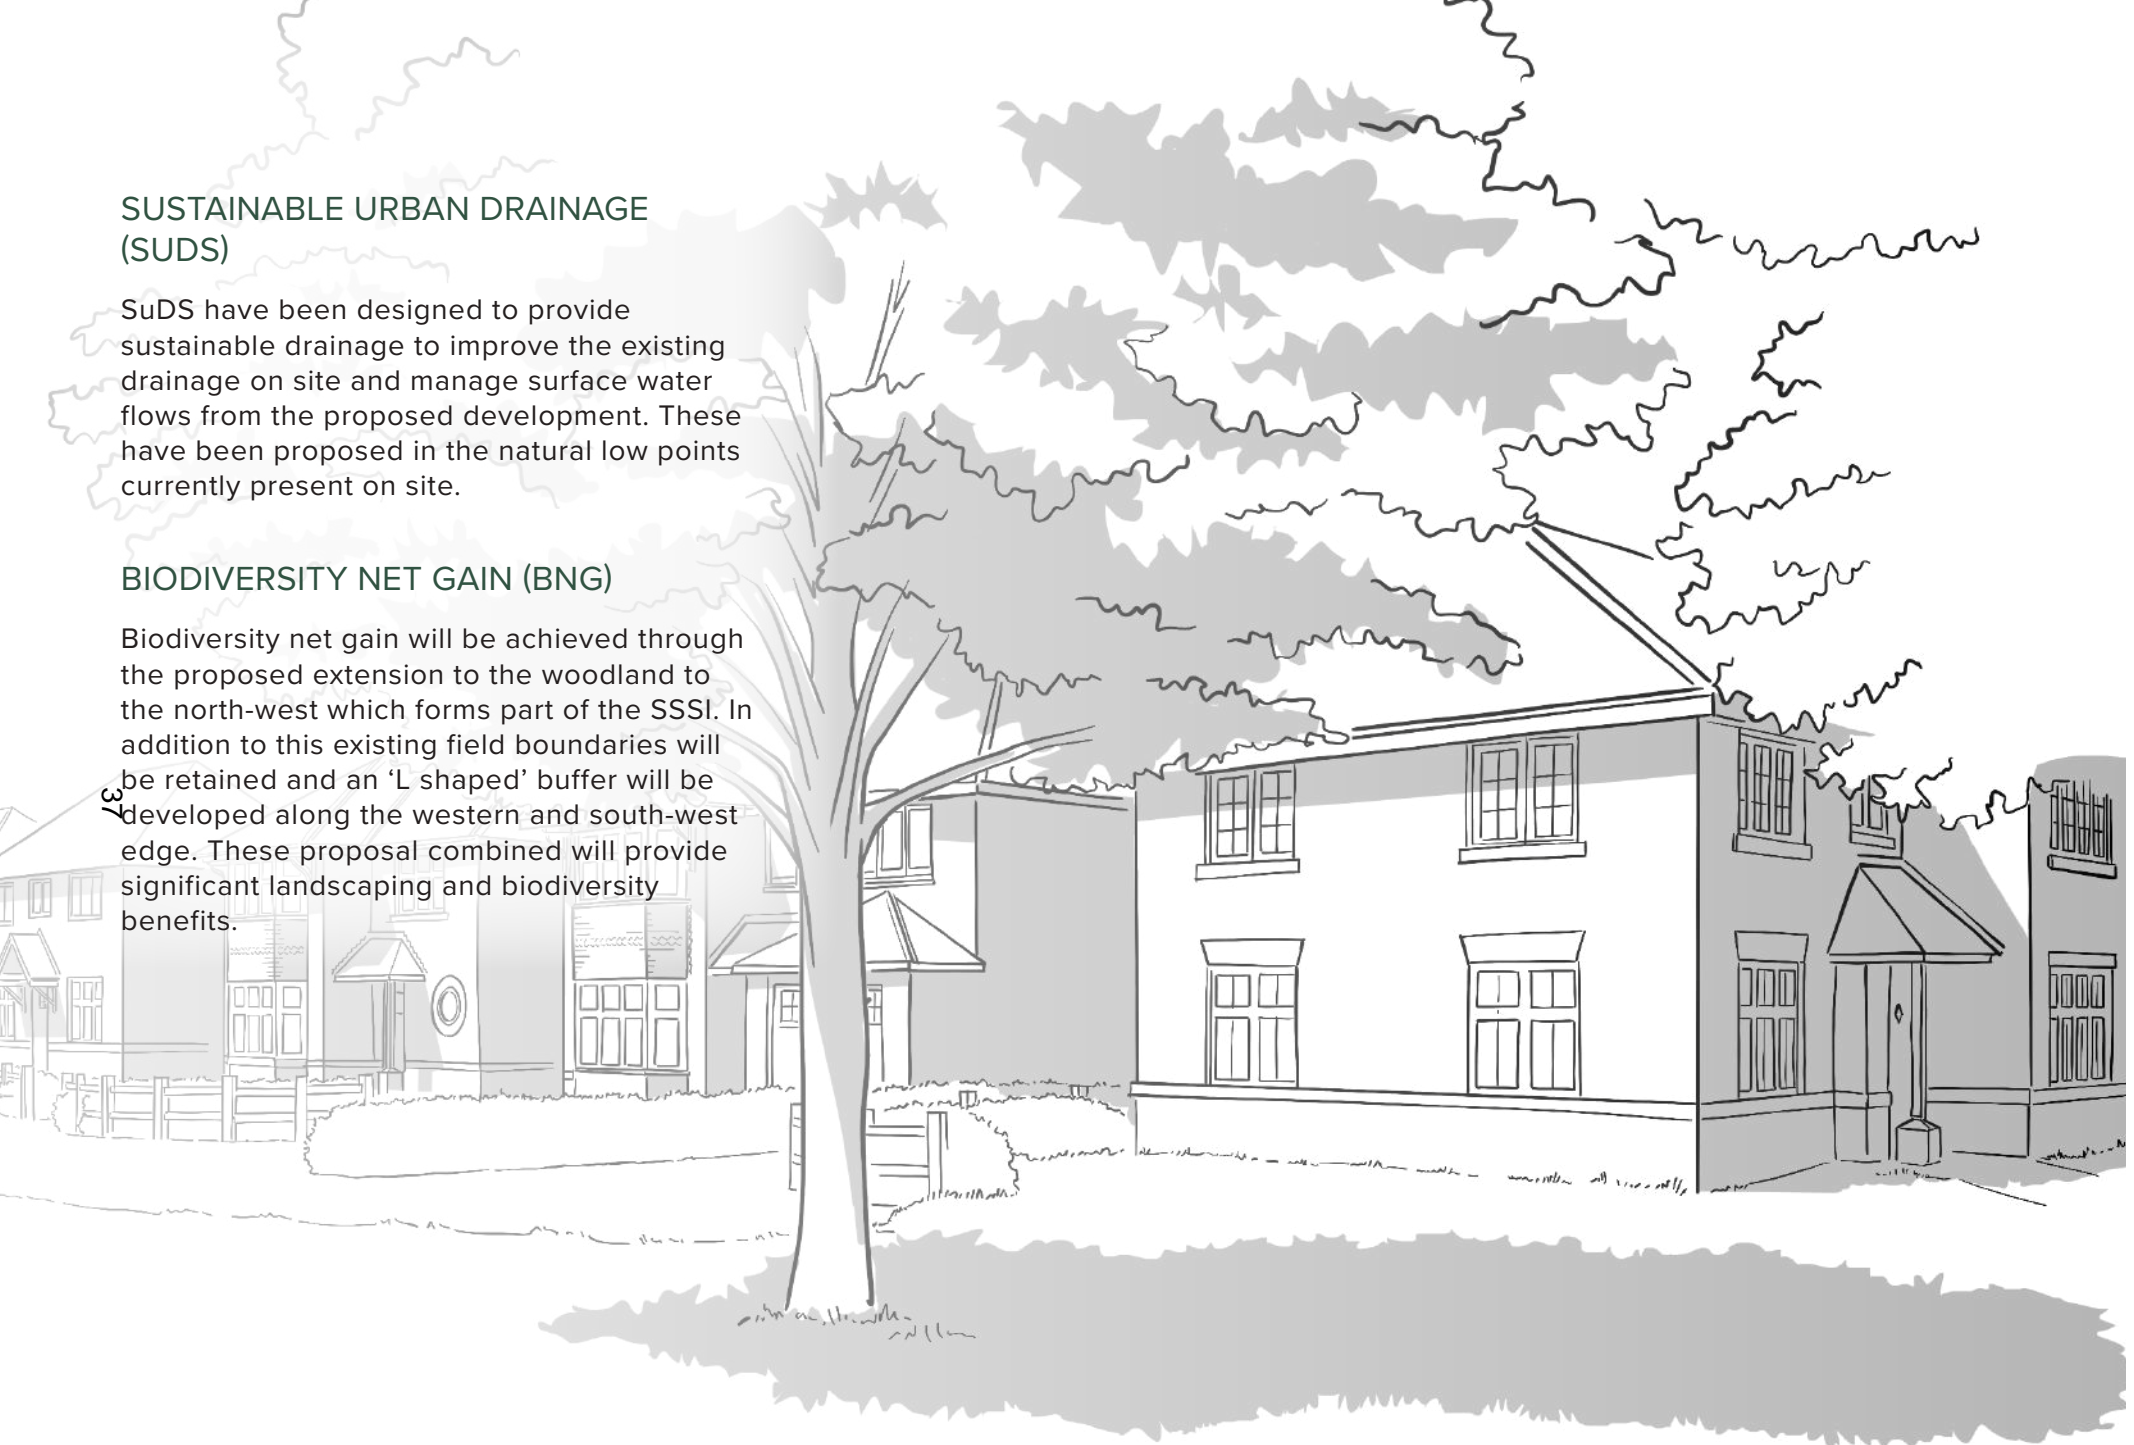 SUSTAINABLE URBAN DRAINAGE
(SUDS)
SuDS have been designed to provide
sustainable drainage to improve the existing
drainage on site and manage surface water
flows from the proposed development. These
have been proposed in the natural low points
currently present on site.
BIODIVERSITY NET GAIN (BNG)
Biodiversity net gain will be achieved through
the proposed extension to the woodland to
the north-west which forms part of the SSSI. In
addition to this existing field boundaries will
be retained and an ‘L shaped’ buffer will be
developed along the western and south-west
edge. These proposal combined will provide
significant landscaping and biodiversity
benefits.
37